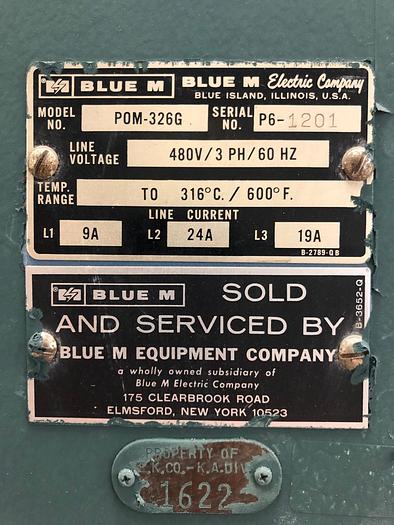 BLUE M BLUE M Electric Company
BLUE ISLAND, ILLINOIS, U.S.A.
MODEL NO. POM-326G SERIAL NO. P6-1201
LINE VOLTAGE 480V/3 PH/60 HZ
TEMP. RANGE TO 316°C. / 600°F.
LINE CURRENT
L1 9A L2 24A L3 19A
B-2789-QB
BLUE M SOLD
AND SERVICED BY
BLUE M EQUIPMENT COMPANY
a wholly owned subsidiary of
Blue M Electric Company
175 CLEARBROOK ROAD
ELMSFORD, NEW YORK 10523
B-3652-Q
PROPERTY OF
E.K.CO.-K.A.DIV.
1622